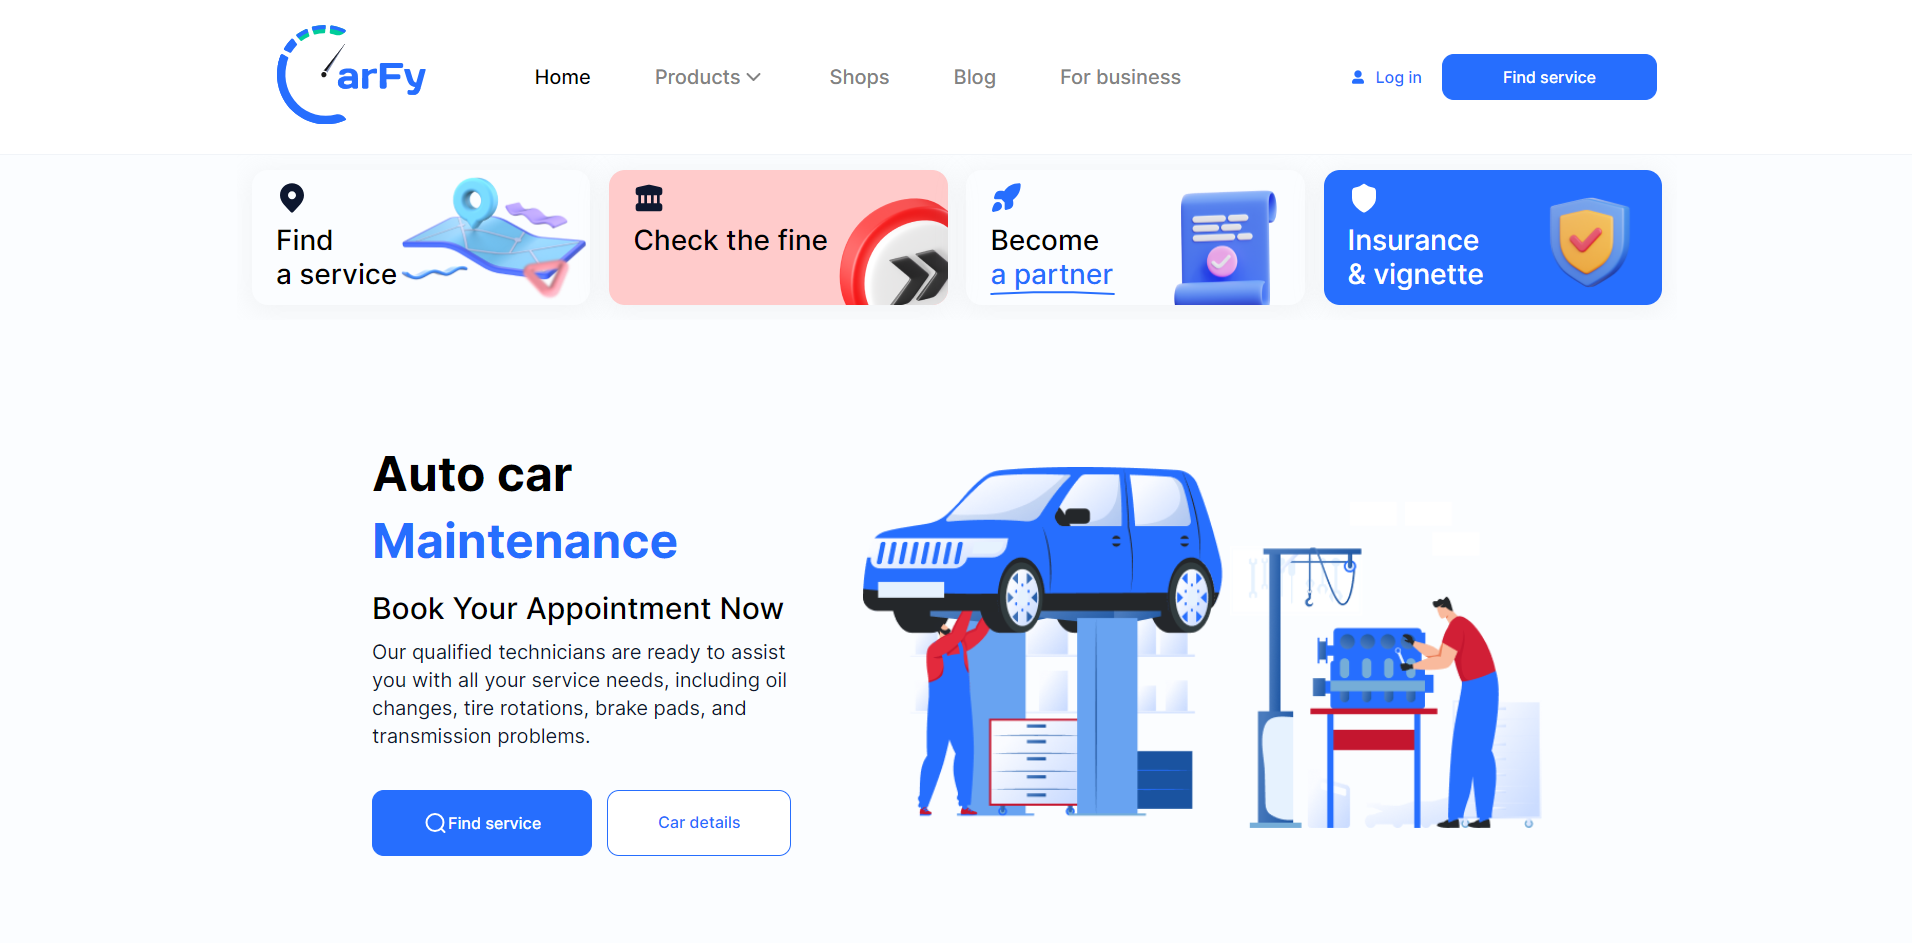 CarFy
Home
Products
Shops
Blog
For business
Log in
Find service
Find
a service
Check the fine
Become
a partner
Insurance
& vignette
Auto car
Maintenance
Book Your Appointment Now
Our qualified technicians are ready to assist
you with all your service needs, including oil
changes, tire rotations, brake pads, and
transmission problems.
Find service
Car details